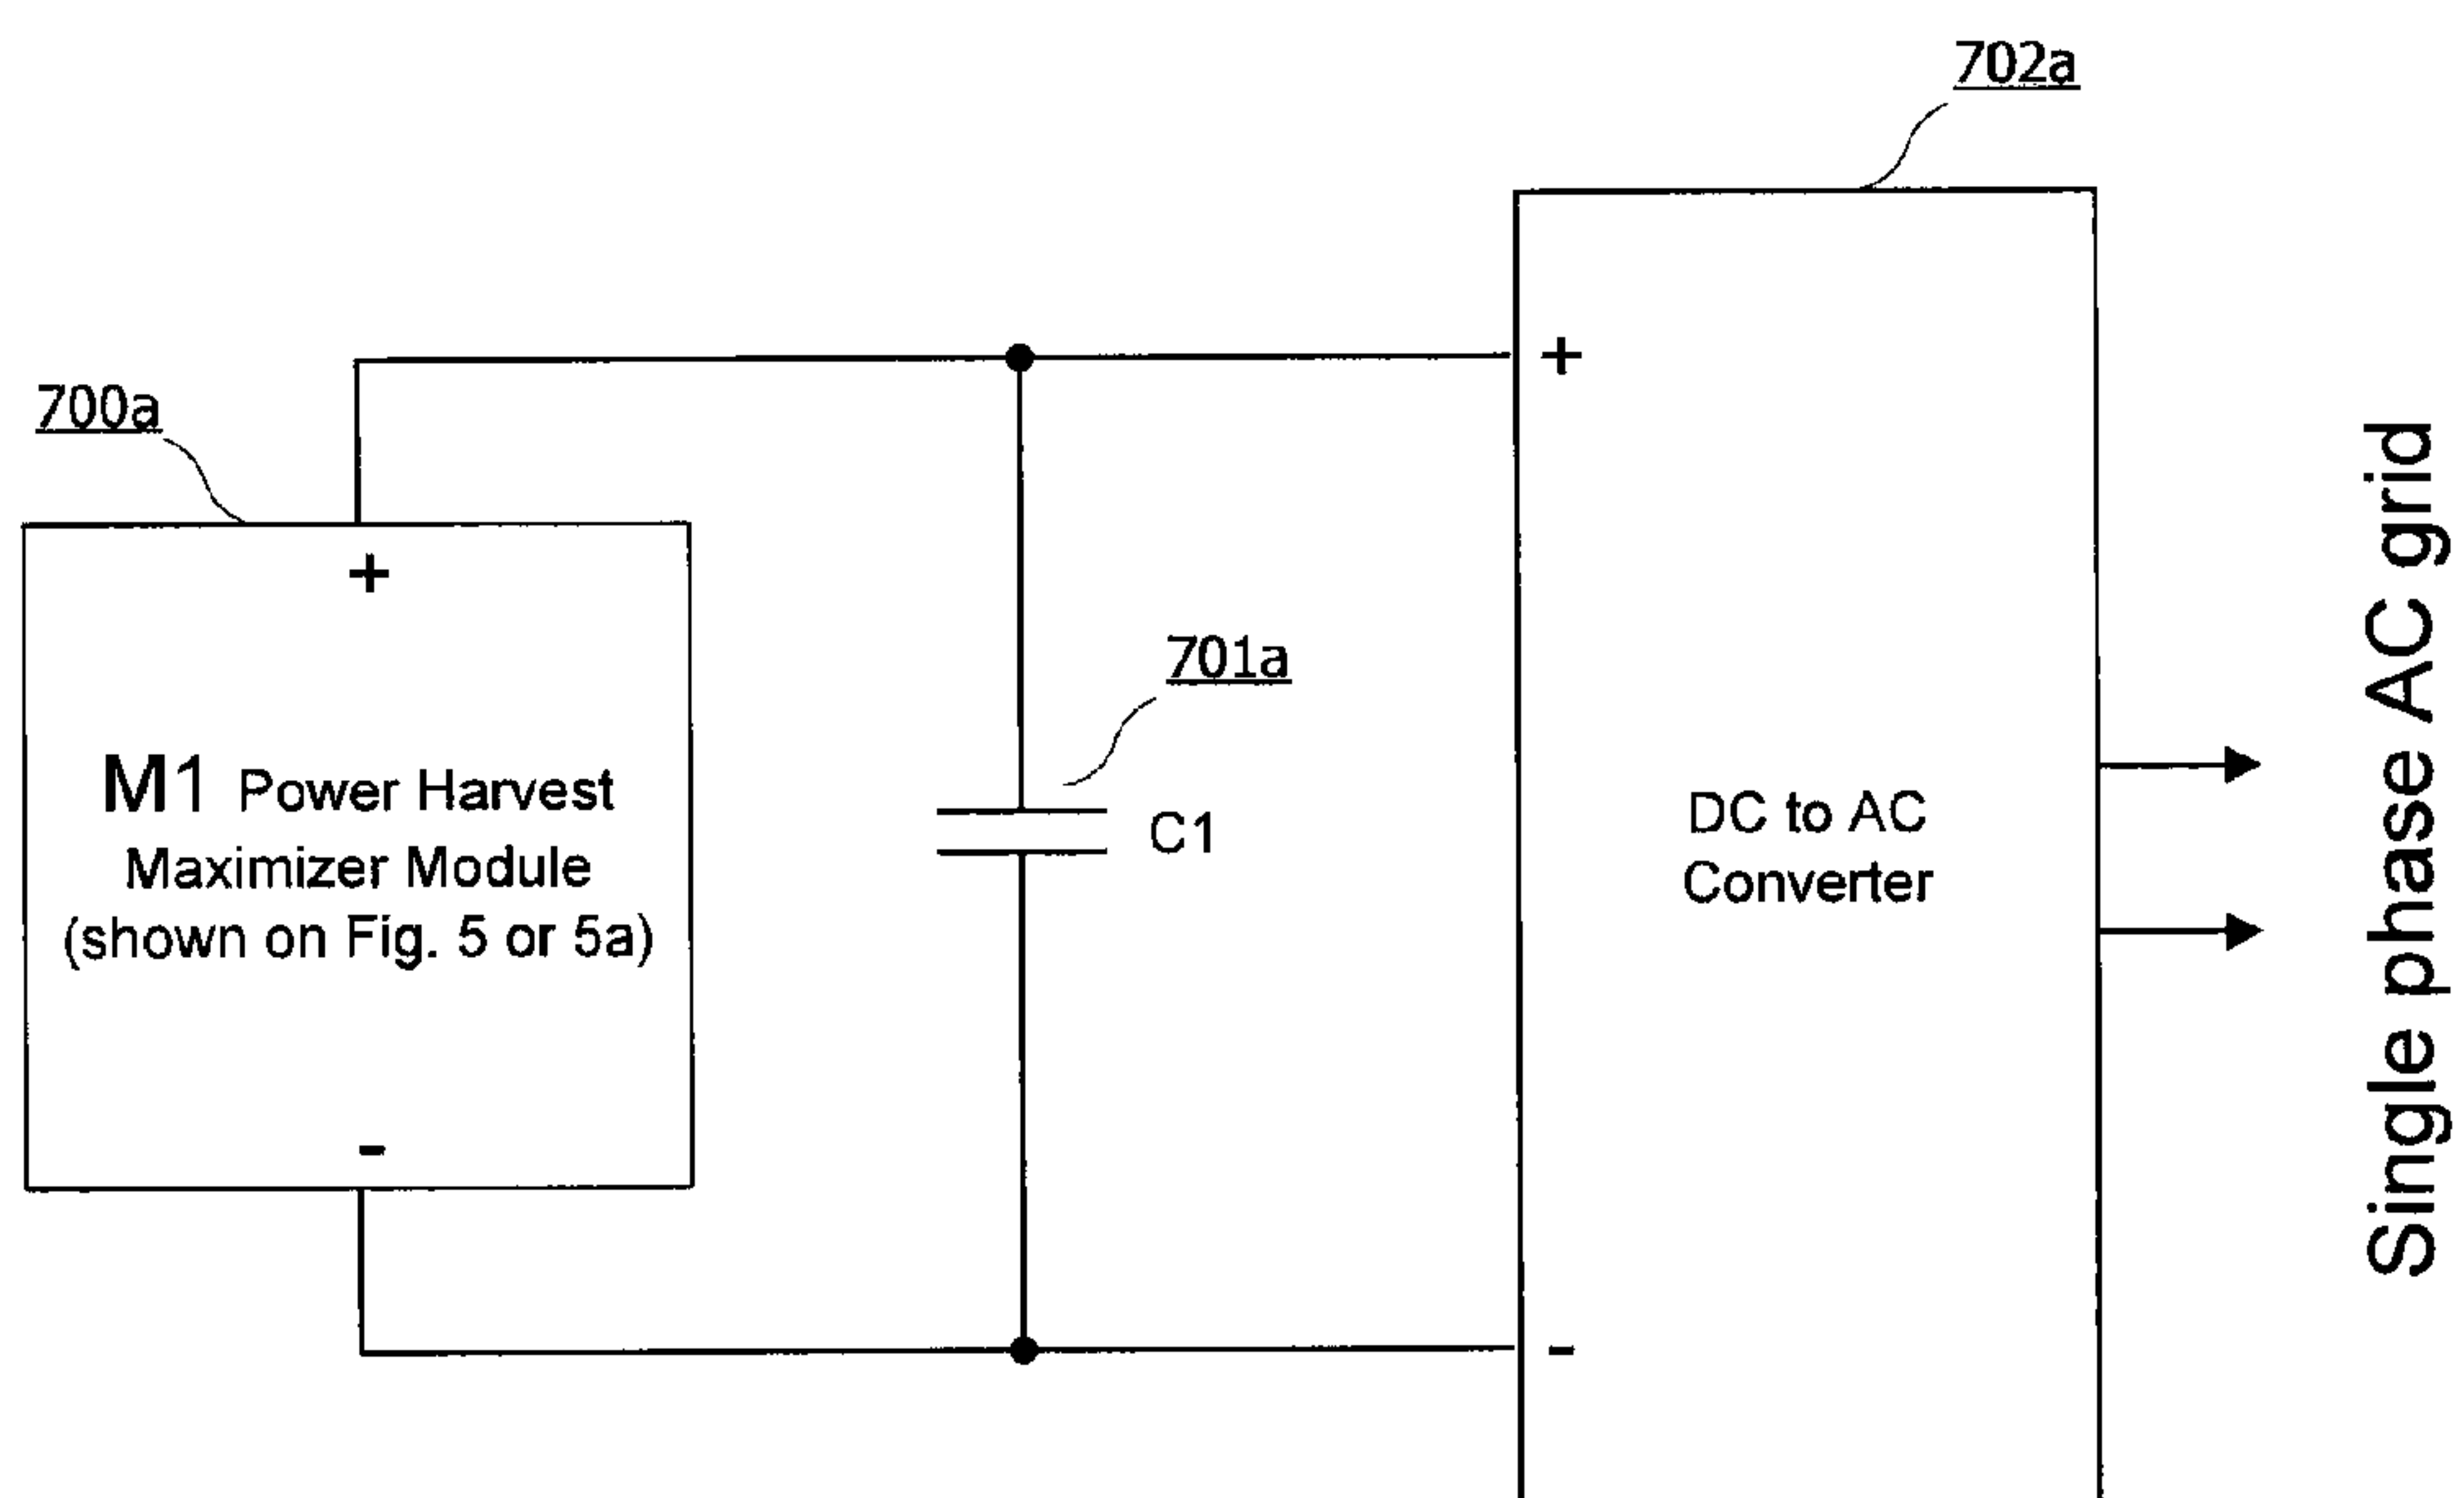 702a
+
700a
+
701a
M1 Power Harvest
Maximizer Module
(shown on Fig. 5 or 5a)
C1
DC to AC
Converter
-
-
Single phase AC grid